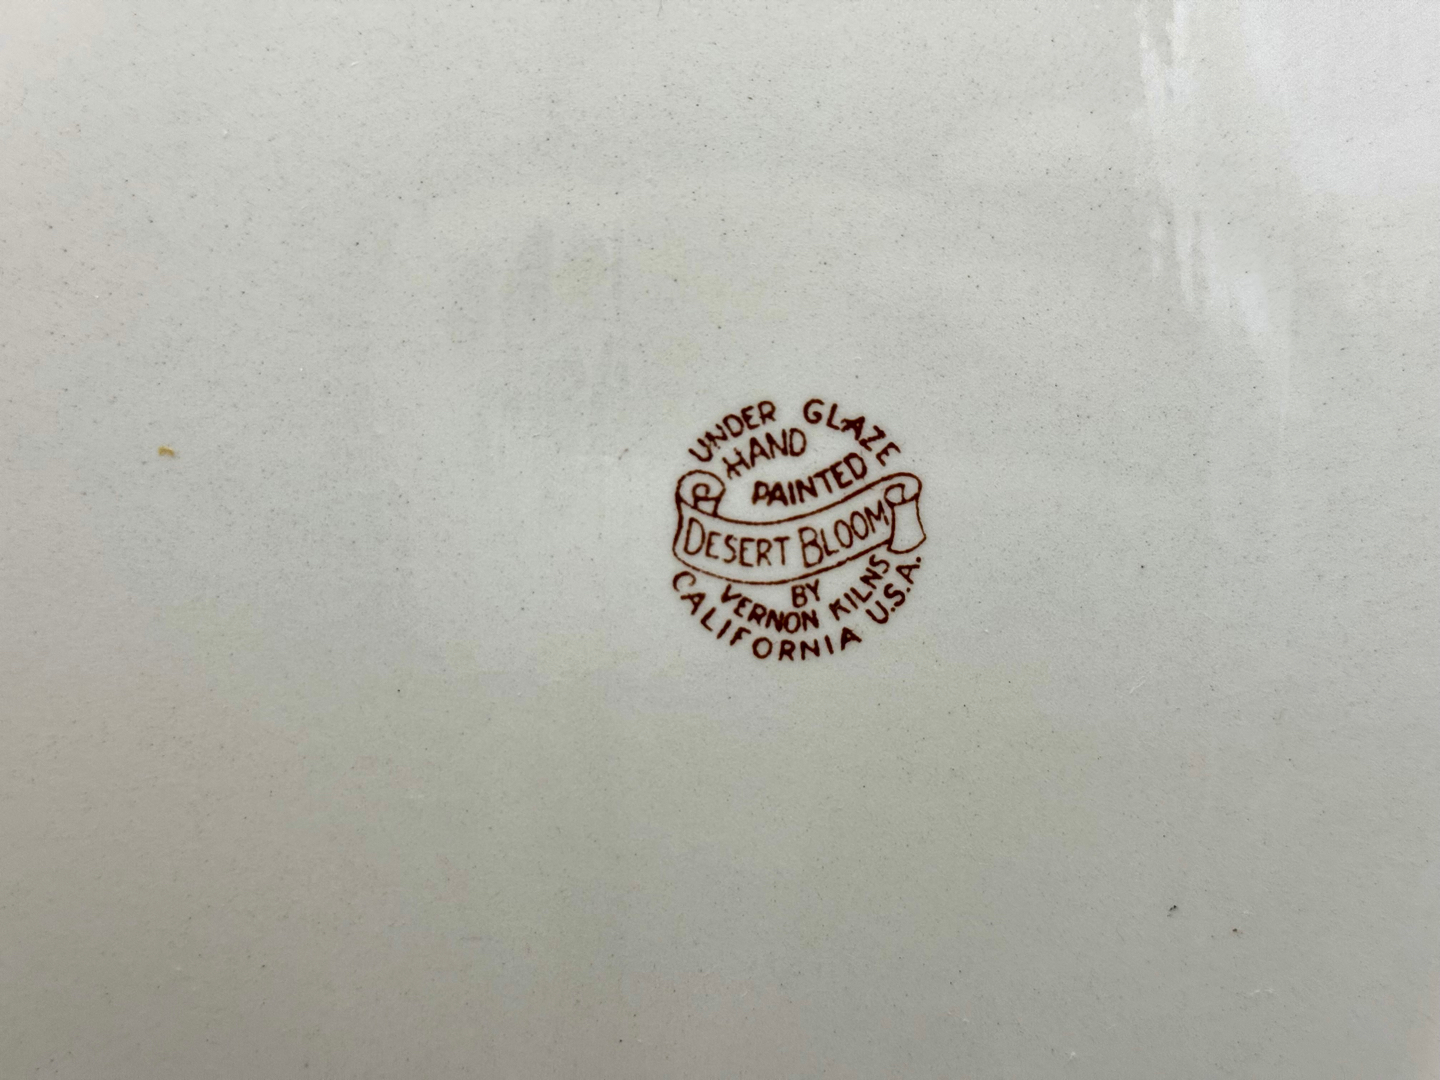 UNDER GLAZE
HAND
PAINTED
DESERT BLOOM
BY
VERNON KILNS
CALIFORNIA U.S.A.